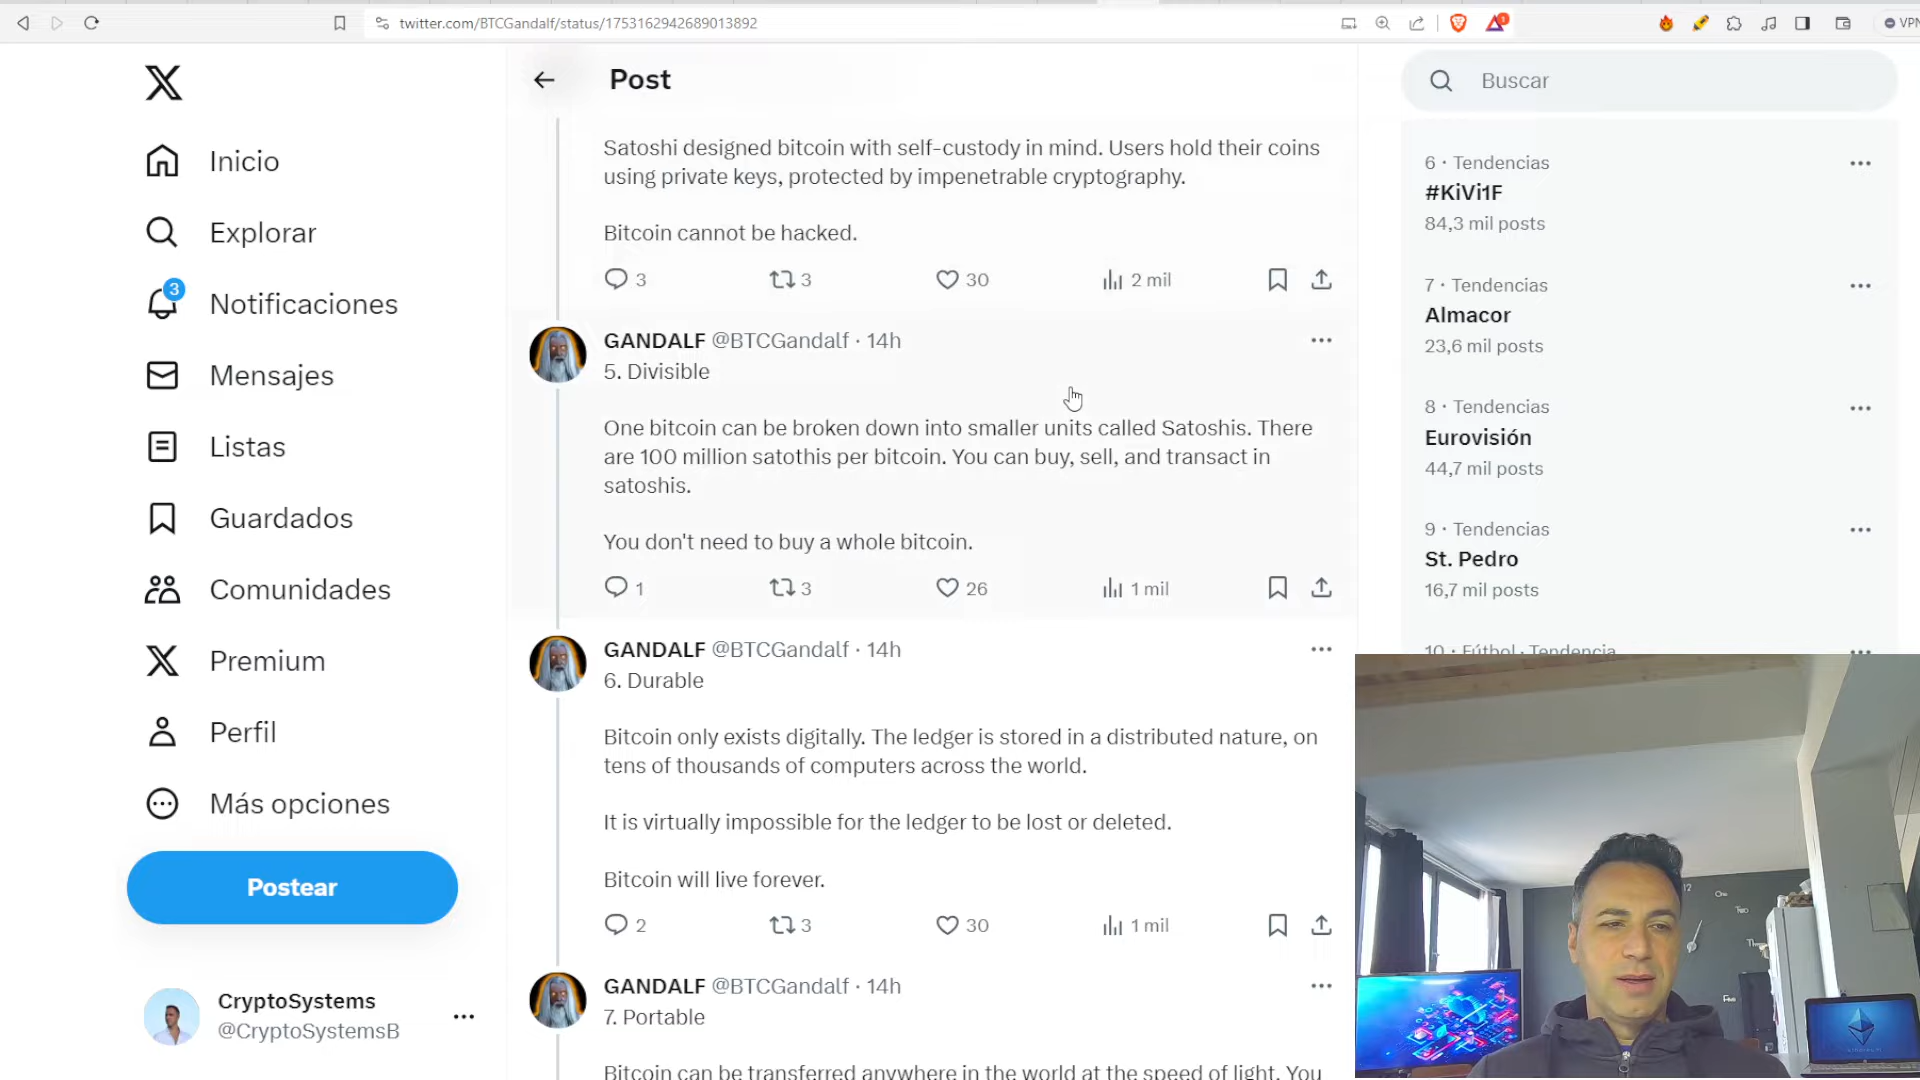 twitter.com/BTCGandalf/status/1753162942689013892
1
VPN
Inicio
Explorar
3
Notificaciones
Mensajes
Listas
Guardados
Comunidades
Premium
Perfil
Más opciones
Postear
CryptoSystems
@CryptoSystemsB
Post
Satoshi designed bitcoin with self-custody in mind. Users hold their coins
using private keys, protected by impenetrable cryptography.
Bitcoin cannot be hacked.
3 3 30 2 mil
GANDALF @BTCGandalf · 14h
5. Divisible
One bitcoin can be broken down into smaller units called Satoshis. There
are 100 million satothis per bitcoin. You can buy, sell, and transact in
satoshis.
You don't need to buy a whole bitcoin.
1 3 26 1 mil
GANDALF @BTCGandalf · 14h
6. Durable
Bitcoin only exists digitally. The ledger is stored in a distributed nature, on
tens of thousands of computers across the world.
It is virtually impossible for the ledger to be lost or deleted.
Bitcoin will live forever.
2 3 30 1 mil
GANDALF @BTCGandalf · 14h
7. Portable
Bitcoin can be transferred anywhere in the world at the speed of light. You
Buscar
6 · Tendencias
#KiVi1F
84,3 mil posts
7 · Tendencias
Almacor
23,6 mil posts
8 · Tendencias
Eurovisión
44,7 mil posts
9 · Tendencias
St. Pedro
16,7 mil posts
10 · Fútbol · Tendencia
12
One
Two